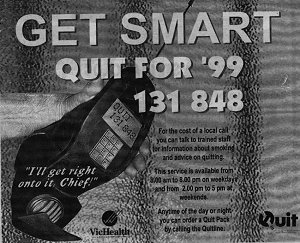 GET SMART
QUIT FOR '99
131 848
QUIT
131 848
For the cost of a local call
you can talk to trained staff
for information about smoking
and advice on quitting.
This service is available from
8.00 am to 8.00 pm on weekdays
and from 2.00 pm to 5 pm at,
weekends.
Anytime of the day or night,
you can order a Quit Pack
by calling the Quitline.
"I'll get right
onto it, Chief!"
VicHealth
Quit